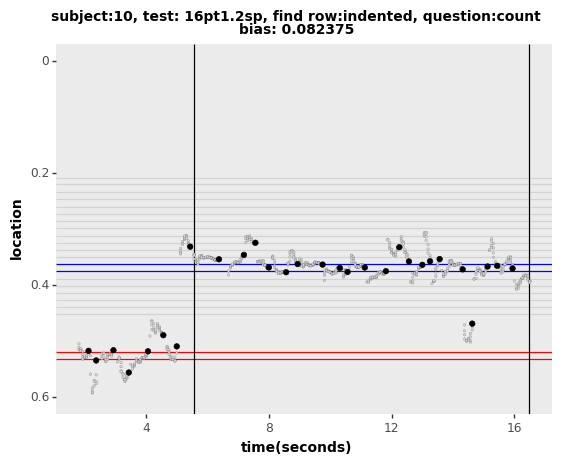 subject:10, test: 16pt1.2sp, find row:indented, question:count
bias: 0.082375
0
0.2
0.4
0.6
location
4
8
12
16
time(seconds)